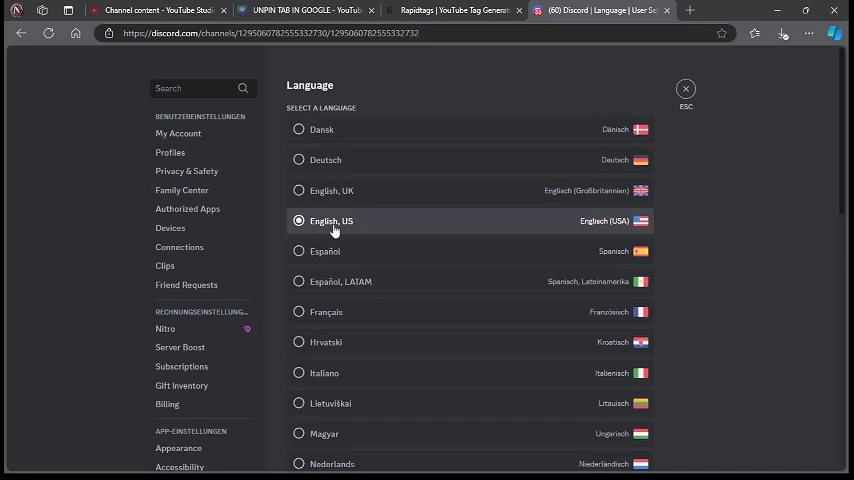 Channel content - YouTube Studi
UNPIN TAB IN GOOGLE - YouTub
Rapidtags | YouTube Tag Generat
(60) Discord | Language | User Set
https://discord.com/channels/1295060782555332730/1295060782555332732
Search
BENUTZEREINSTELLUNGEN
My Account
Profiles
Privacy & Safety
Family Center
Authorized Apps
Devices
Connections
Clips
Friend Requests
RECHNUNGSEINSTELLUNG...
Nitro
Server Boost
Subscriptions
Gift Inventory
Billing
APP-EINSTELLUNGEN
Appearance
Accessibility
Language
ESC
SELECT A LANGUAGE
Dansk Dänisch
Deutsch Deutsch
English, UK Englisch (Großbritannien)
English, US Englisch (USA)
Español Spanisch
Español, LATAM Spanisch, Lateinamerika
Français Französisch
Hrvatski Kroatisch
Italiano Italienisch
Lietuviškai Litauisch
Magyar Ungarisch
Nederlands Niederländisch